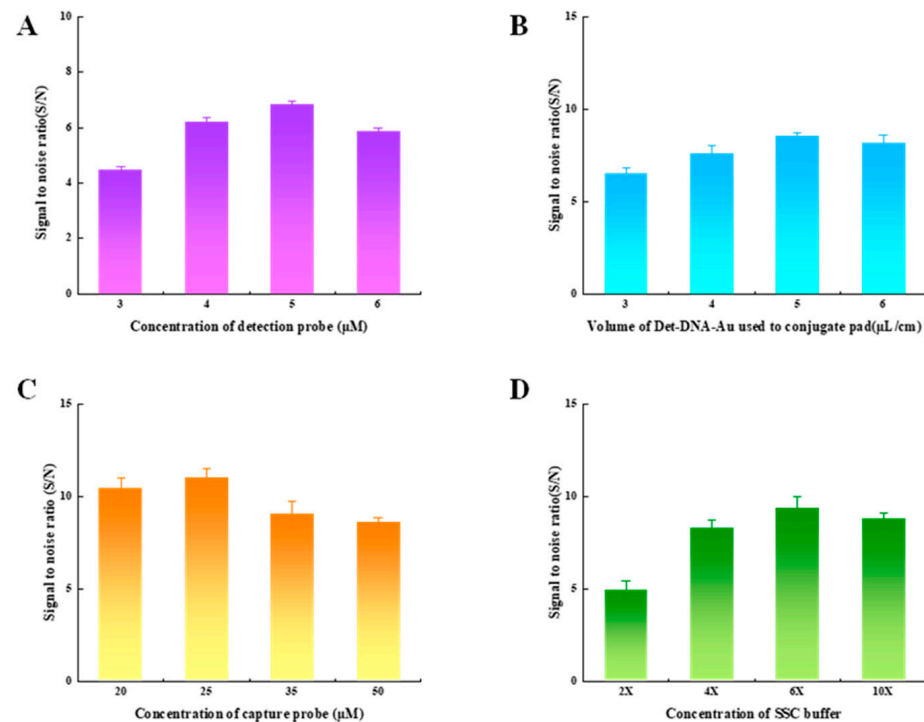 A
Signal to noise ratio(S/N)
10
8
6
4
2
0
3 4 5 6
Concentration of detection probe (µM)
B
Signal to noise ratio(S/N)
15
10
5
0
3 4 5 6
Volume of Det-DNA-Au used to conjugate pad(µL/cm)
C
Signal to noise ratio (S/N)
15
10
5
0
20 25 35 50
Concentration of capture probe (µM)
D
Signal to noise ratio(S/N)
15
10
5
0
2X 4X 6X 10X
Concentration of SSC buffer